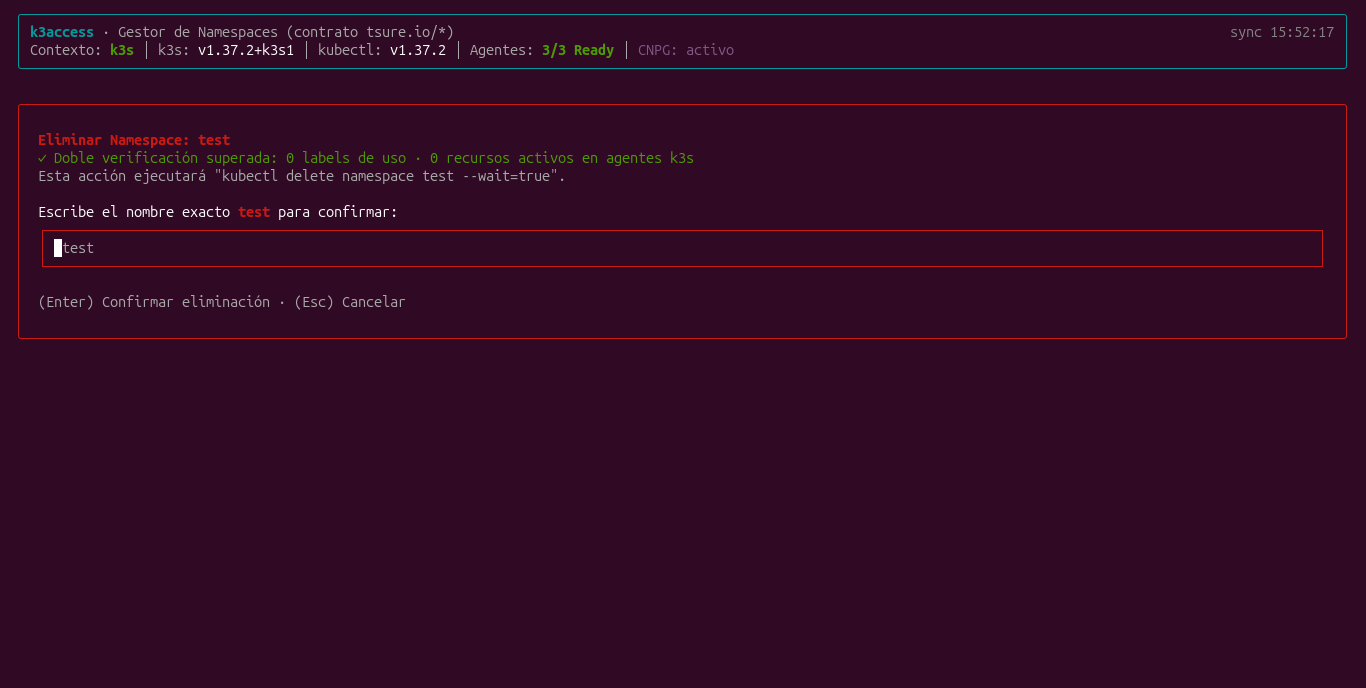 k3access · Gestor de Namespaces (contrato tsure.io/*) sync 15:52:17
Contexto: k3s │ k3s: v1.37.2+k3s1 │ kubectl: v1.37.2 │ Agentes: 3/3 Ready │ CNPG: activo
Eliminar Namespace: test
✓ Doble verificación superada: 0 labels de uso · 0 recursos activos en agentes k3s
Esta acción ejecutará "kubectl delete namespace test --wait=true".
Escribe el nombre exacto test para confirmar:
test
(Enter) Confirmar eliminación · (Esc) Cancelar